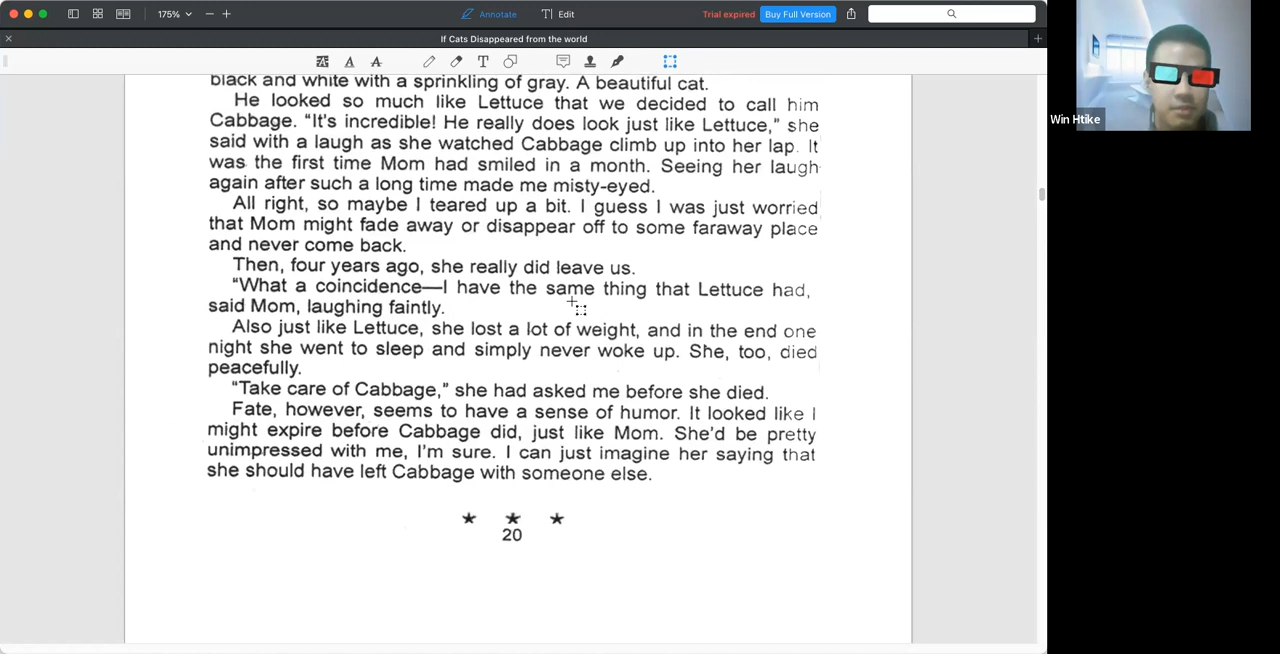 175%
Annotate
Edit
Trial expired
Buy Full Version
If Cats Disappeared from the world
black and white with a sprinkling of gray. A beautiful cat.
He looked so much like Lettuce that we decided to call him
Cabbage. “It's incredible! He really does look just like Lettuce,” she
said with a laugh as she watched Cabbage climb up into her lap. It
was the first time Mom had smiled in a month. Seeing her laugh
again after such a long time made me misty-eyed.
All right, so maybe I teared up a bit. I guess I was just worried
that Mom might fade away or disappear off to some faraway place
and never come back.
Then, four years ago, she really did leave us.
“What a coincidence—I have the same thing that Lettuce had,
said Mom, laughing faintly.
Also just like Lettuce, she lost a lot of weight, and in the end one
night she went to sleep and simply never woke up. She, too, died
peacefully.
“Take care of Cabbage,” she had asked me before she died.
Fate, however, seems to have a sense of humor. It looked like I
might expire before Cabbage did, just like Mom. She’d be pretty
unimpressed with me, I’m sure. I can just imagine her saying that
she should have left Cabbage with someone else.
★ ★ ★
20
Win Htike